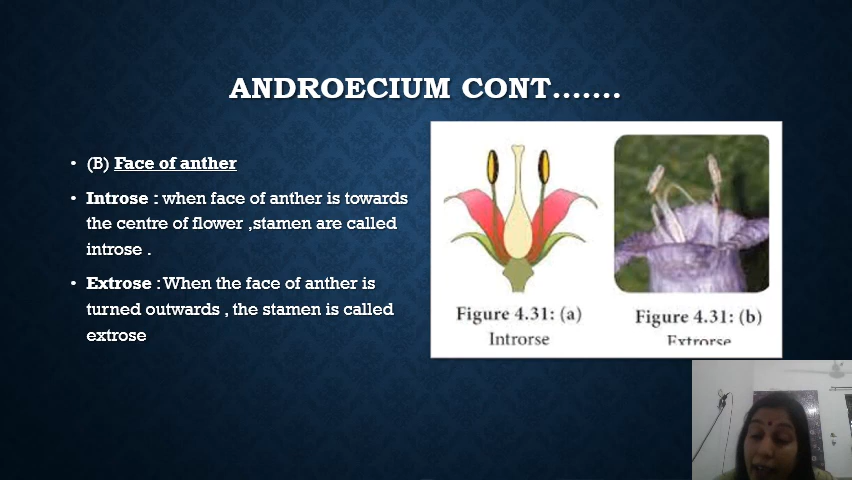 ANDROECIUM CONT.......
• (B) Face of anther
• Introse : when face of anther is towards
the centre of flower ,stamen are called
introse .
• Extrose : When the face of anther is
turned outwards , the stamen is called
extrose
Figure 4.31: (a)
Introrse
Figure 4.31: (b)
Extrorse